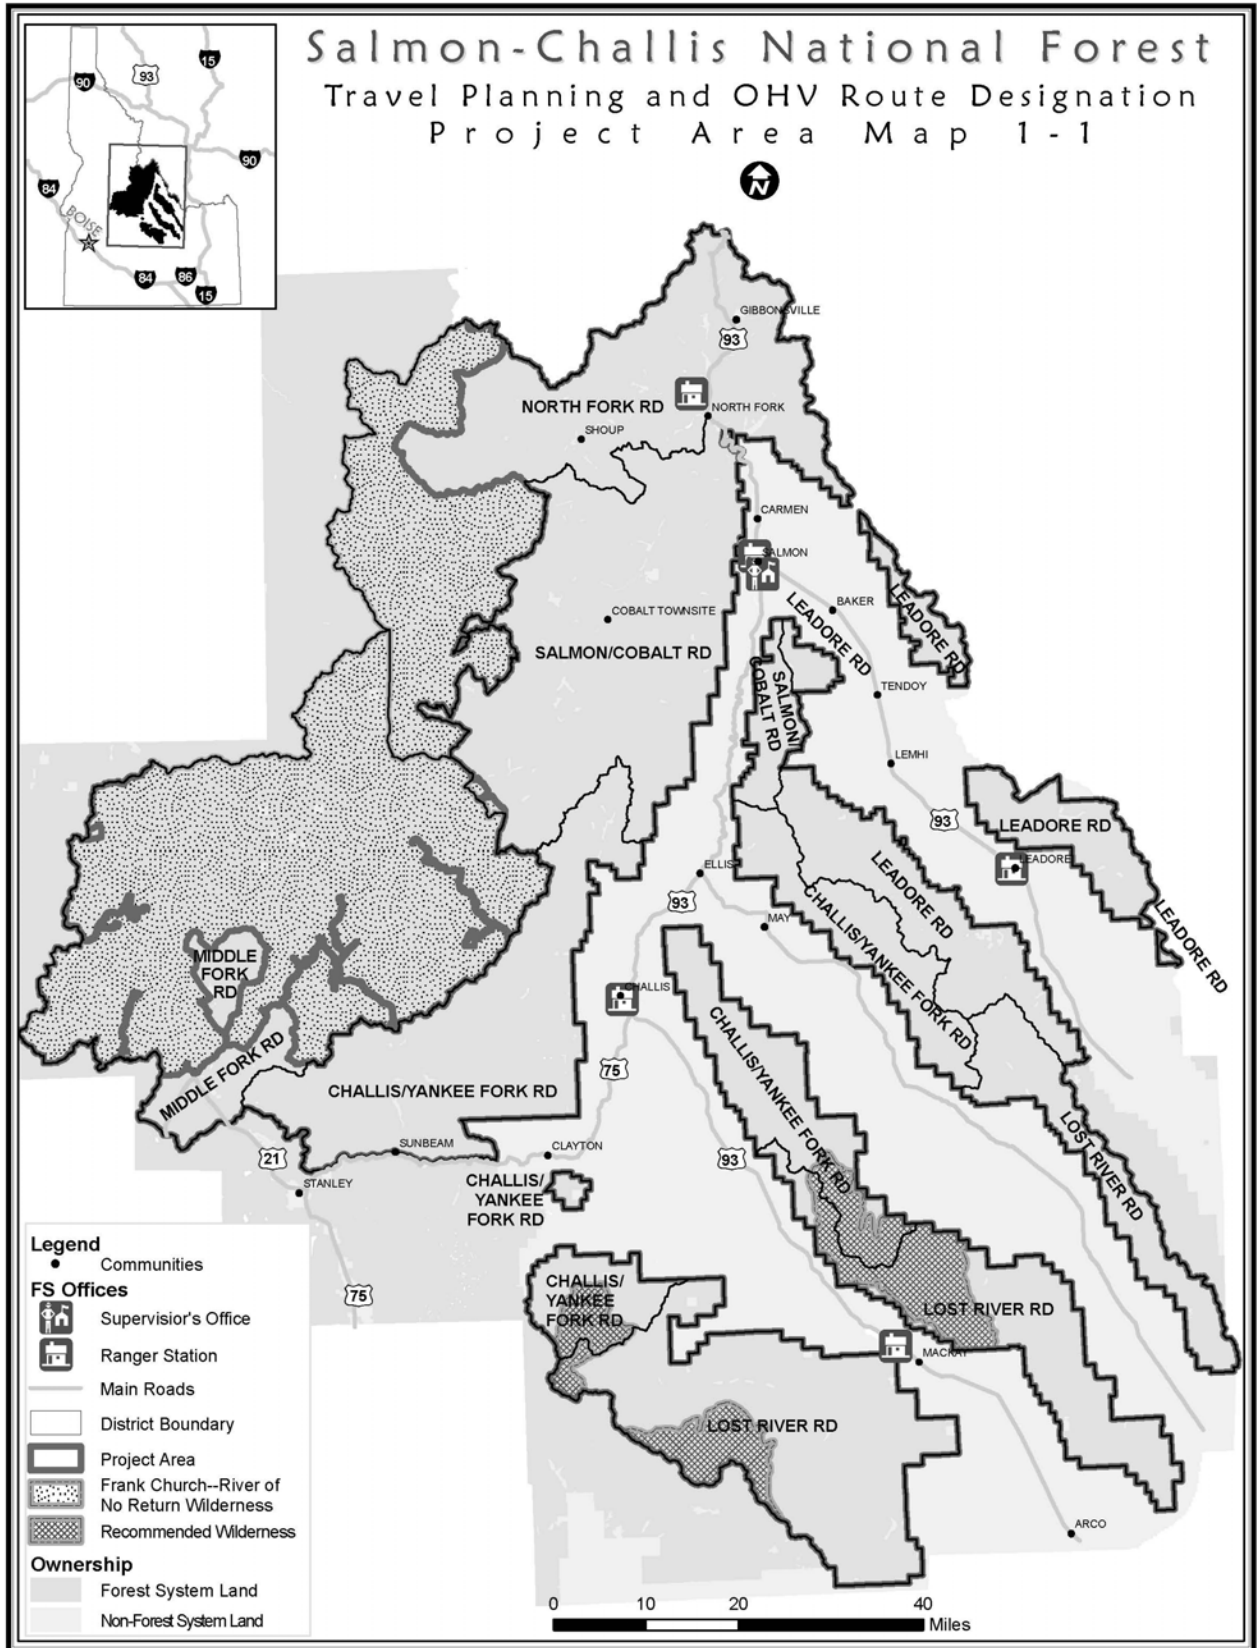 Salmon-Challis National Forest
Travel Planning and OHV Route Designation
Project Area Map 1-1
N
90
93
15
90
84
BOISE
84
86
15
GIBBONSVILLE
93
NORTH FORK RD
NORTH FORK
SHOUP
CARMEN
SALMON
COBALT TOWNSITE
BAKER
LEADORE RD
LEADORE RD
SALMON/COBALT RD
SALMON/
COBALT RD
TENDOY
LEMHI
93
LEADORE RD
LEADORE
ELLIS
LEADORE RD
93
MAY
CHALLIS/YANKEE FORK RD
LEADORE RD
MIDDLE
FORK
RD
CHALLIS
CHALLIS/YANKEE FORK RD
MIDDLE FORK RD
75
CHALLIS/YANKEE FORK RD
SUNBEAM
CLAYTON
21
93
LOST RIVER RD
STANLEY
CHALLIS/
YANKEE
FORK RD
75
CHALLIS/
YANKEE
FORK RD
LOST RIVER RD
MACKAY
LOST RIVER RD
ARCO
Legend
Communities
FS Offices
Supervisior's Office
Ranger Station
Main Roads
District Boundary
Project Area
Frank Church--River of
No Return Wilderness
Recommended Wilderness
Ownership
Forest System Land
Non-Forest System Land
0 10 20 40
Miles